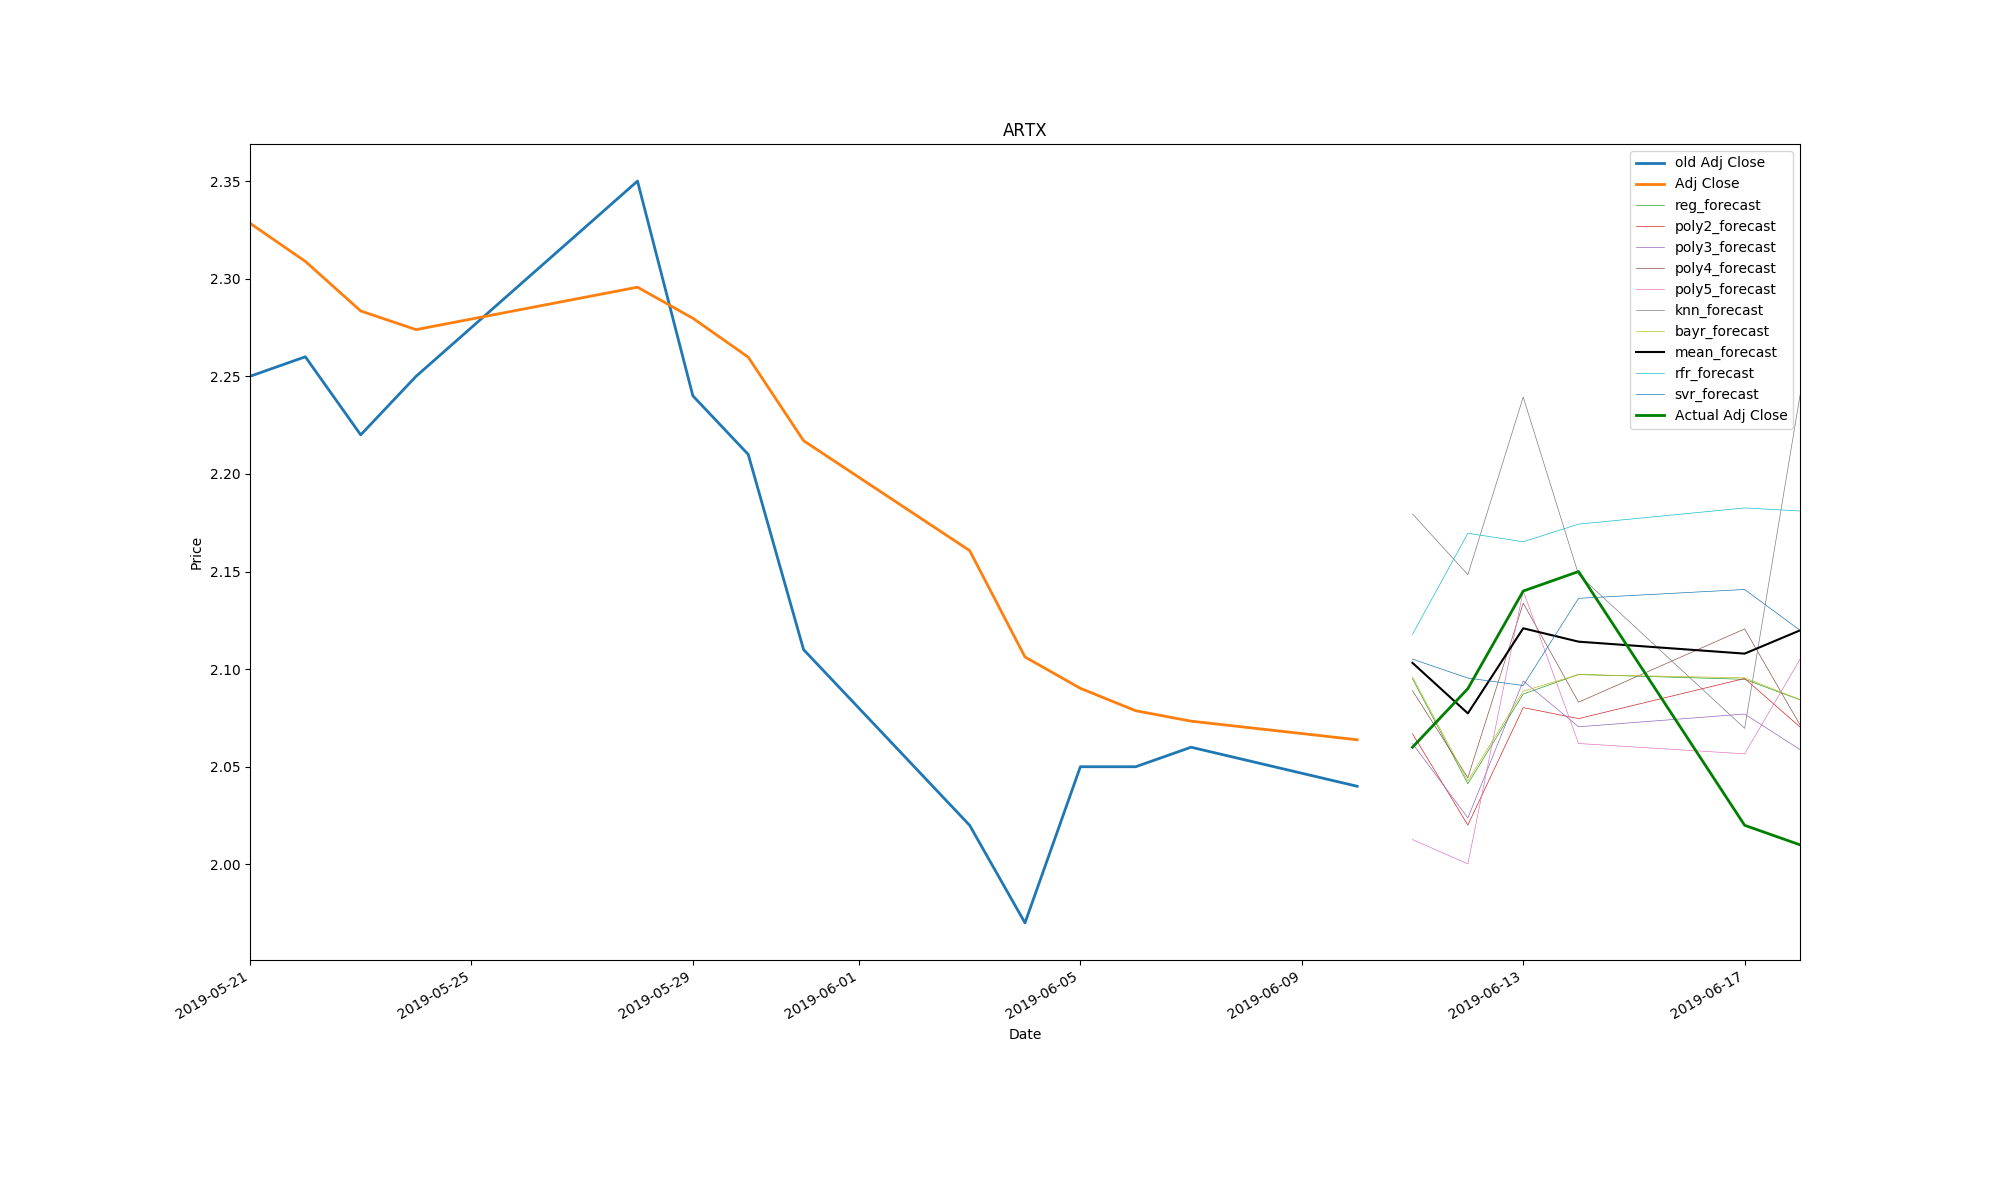 ARTX
2.35
2.30
2.25
2.20
2.15
2.10
2.05
2.00
Price
old Adj Close
Adj Close
reg_forecast
poly2_forecast
poly3_forecast
poly4_forecast
poly5_forecast
knn_forecast
bayr_forecast
mean_forecast
rfr_forecast
svr_forecast
Actual Adj Close
2019-05-21
2019-05-25
2019-05-29
2019-06-01
2019-06-05
2019-06-09
2019-06-13
2019-06-17
Date